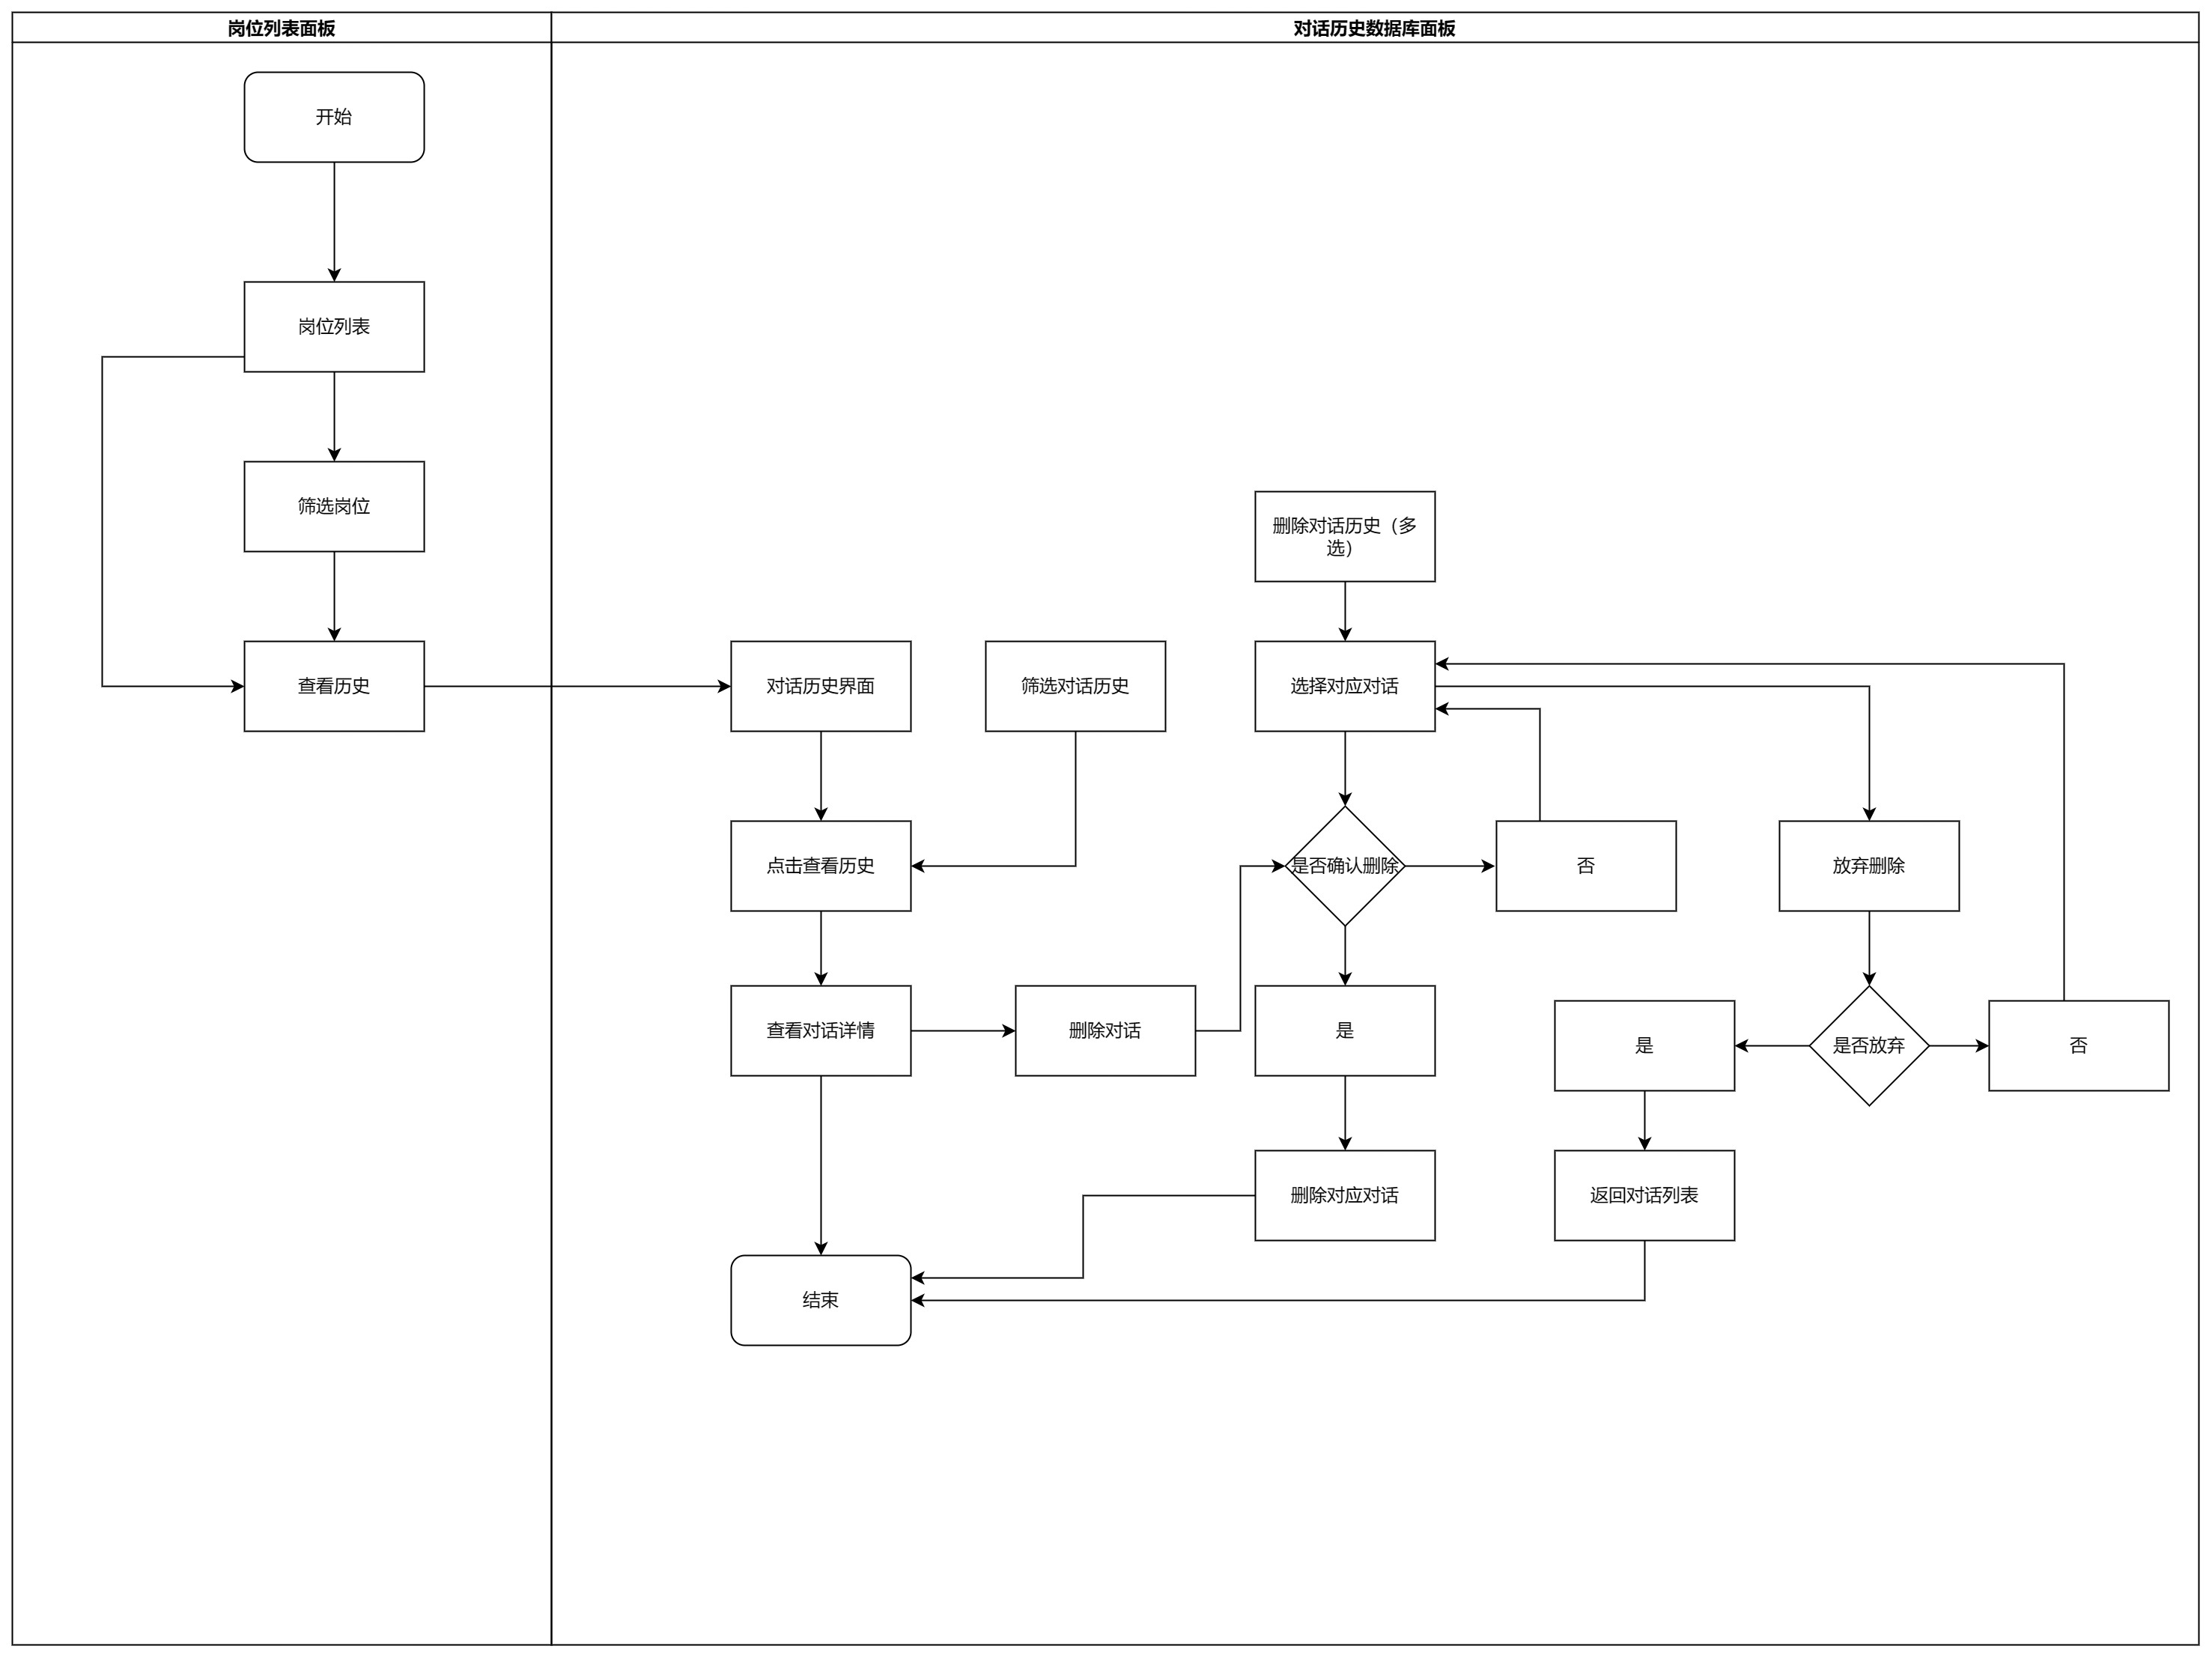 岗位列表面板
对话历史数据库面板
开始
岗位列表
筛选岗位
删除对话历史（多
选）
查看历史
对话历史界面
筛选对话历史
选择对应对话
点击查看历史
是否确认删除
否
放弃删除
查看对话详情
删除对话
是
是
是否放弃
否
删除对应对话
返回对话列表
结束